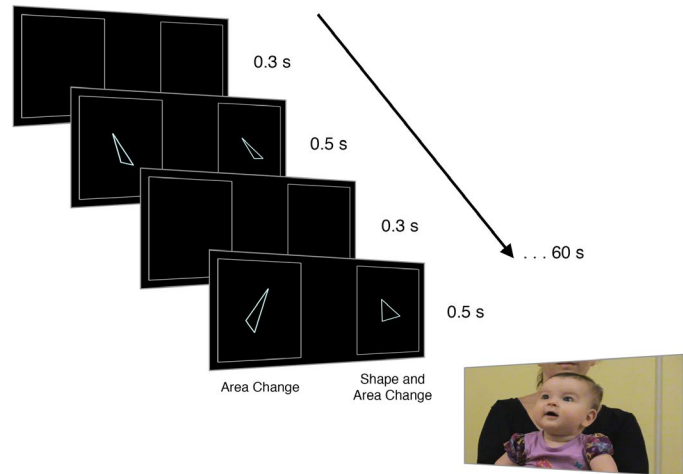 0.3 s
0.5 s
0.3 s
. . . 60 s
0.5 s
Area Change
Shape and
Area Change